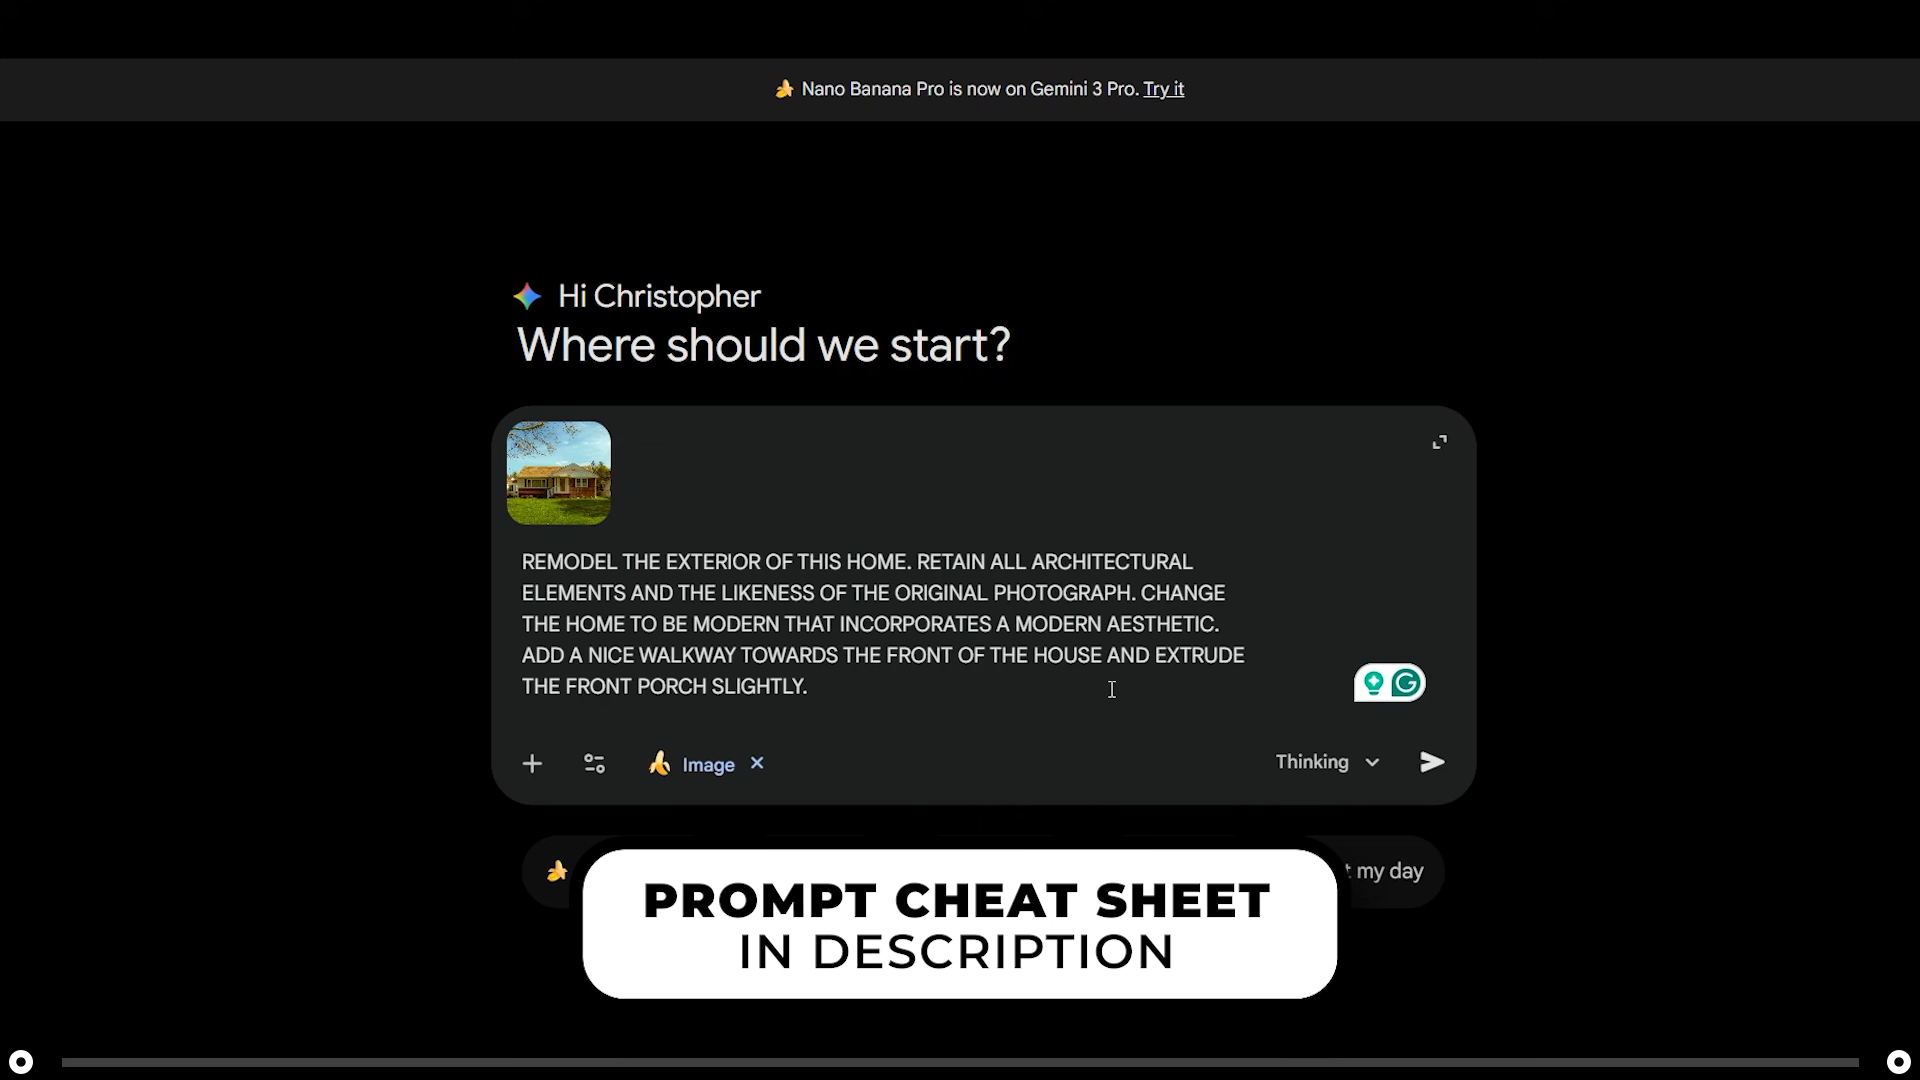 Nano Banana Pro is now on Gemini 3 Pro. Try it
Hi Christopher
Where should we start?
REMODEL THE EXTERIOR OF THIS HOME. RETAIN ALL ARCHITECTURAL
ELEMENTS AND THE LIKENESS OF THE ORIGINAL PHOTOGRAPH. CHANGE
THE HOME TO BE MODERN THAT INCORPORATES A MODERN AESTHETIC.
ADD A NICE WALKWAY TOWARDS THE FRONT OF THE HOUSE AND EXTRUDE
THE FRONT PORCH SLIGHTLY.
Image
Thinking
my day
PROMPT CHEAT SHEET
IN DESCRIPTION